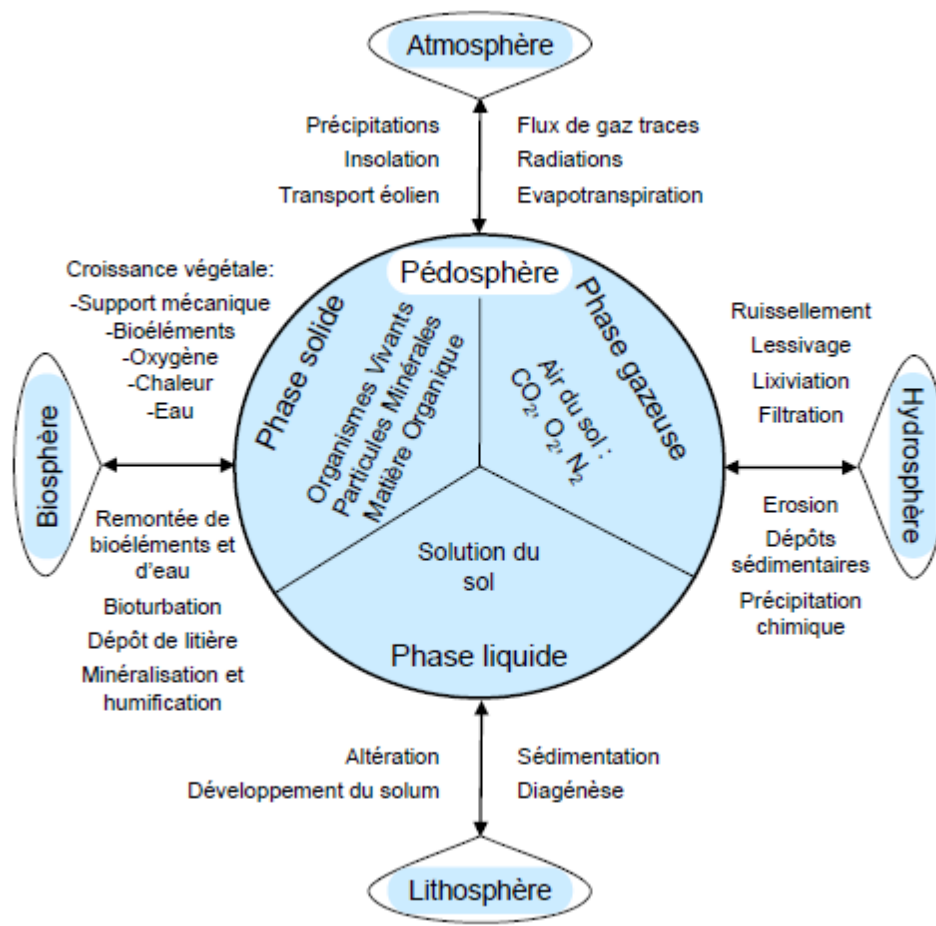 Atmosphère
Précipitations
Insolation
Transport éolien
Flux de gaz traces
Radiations
Evapotranspiration
Pédosphère
Croissance végétale:
-Support mécanique
-Bioéléments
-Oxygène
-Chaleur
-Eau
Phase solide
Organismes Vivants
Particules Minérales
Matière Organique
Phase gazeuse
Air du sol :
CO₂, O₂, N₂
Ruissellement
Lessivage
Lixiviation
Filtration
Biosphère
Hydrosphère
Remontée de
bioéléments et
d'eau
Bioturbation
Dépôt de litière
Minéralisation et
humification
Solution du
sol
Phase liquide
Erosion
Dépôts
sédimentaires
Précipitation
chimique
Altération
Développement du solum
Sédimentation
Diagénèse
Lithosphère